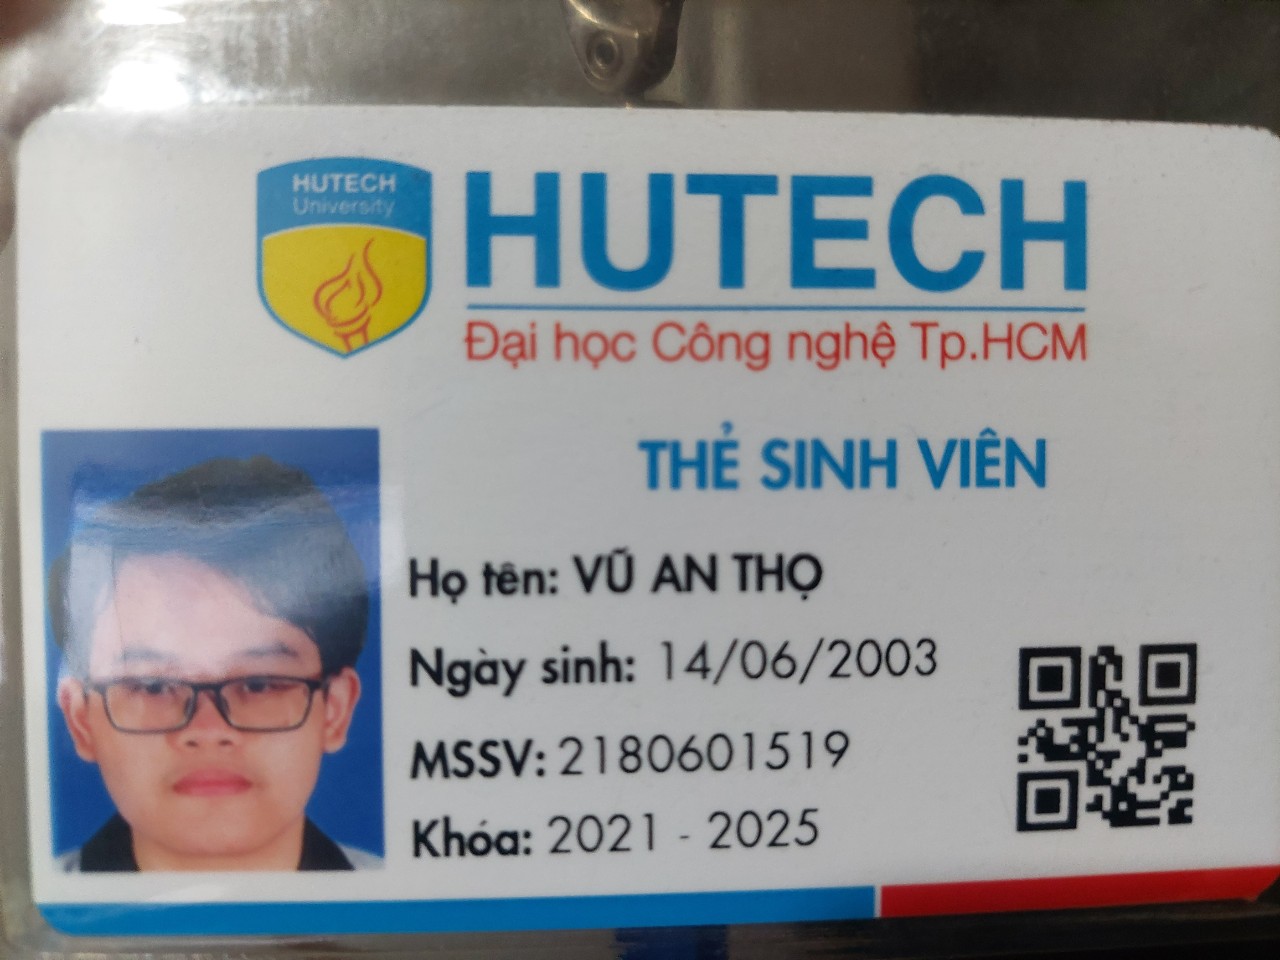 HUTECH
University
HUTECH
Đại học Công nghệ Tp.HCM
THẺ SINH VIÊN
Họ tên: VŨ AN THỌ
Ngày sinh: 14/06/2003
MSSV: 2180601519
Khóa: 2021 - 2025